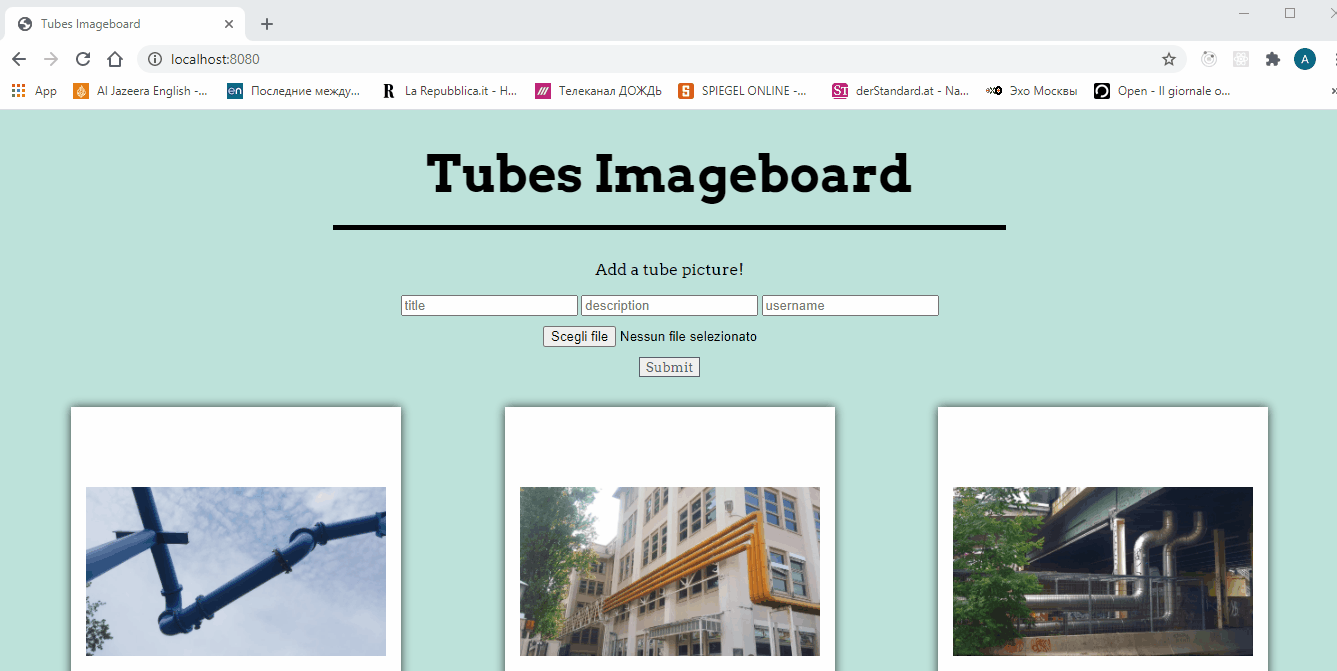 Tubes Imageboard
localhost:8080
A
App
Al Jazeera English -...
en
Последние между...
R
La Repubblica.it - H...
Телеканал ДОЖДЬ
S
SPIEGEL ONLINE -...
ST
derStandard.at - Na...
Эхо Москвы
Open - Il giornale o...
Tubes Imageboard
Add a tube picture!
title description username
Scegli file Nessun file selezionato
Submit